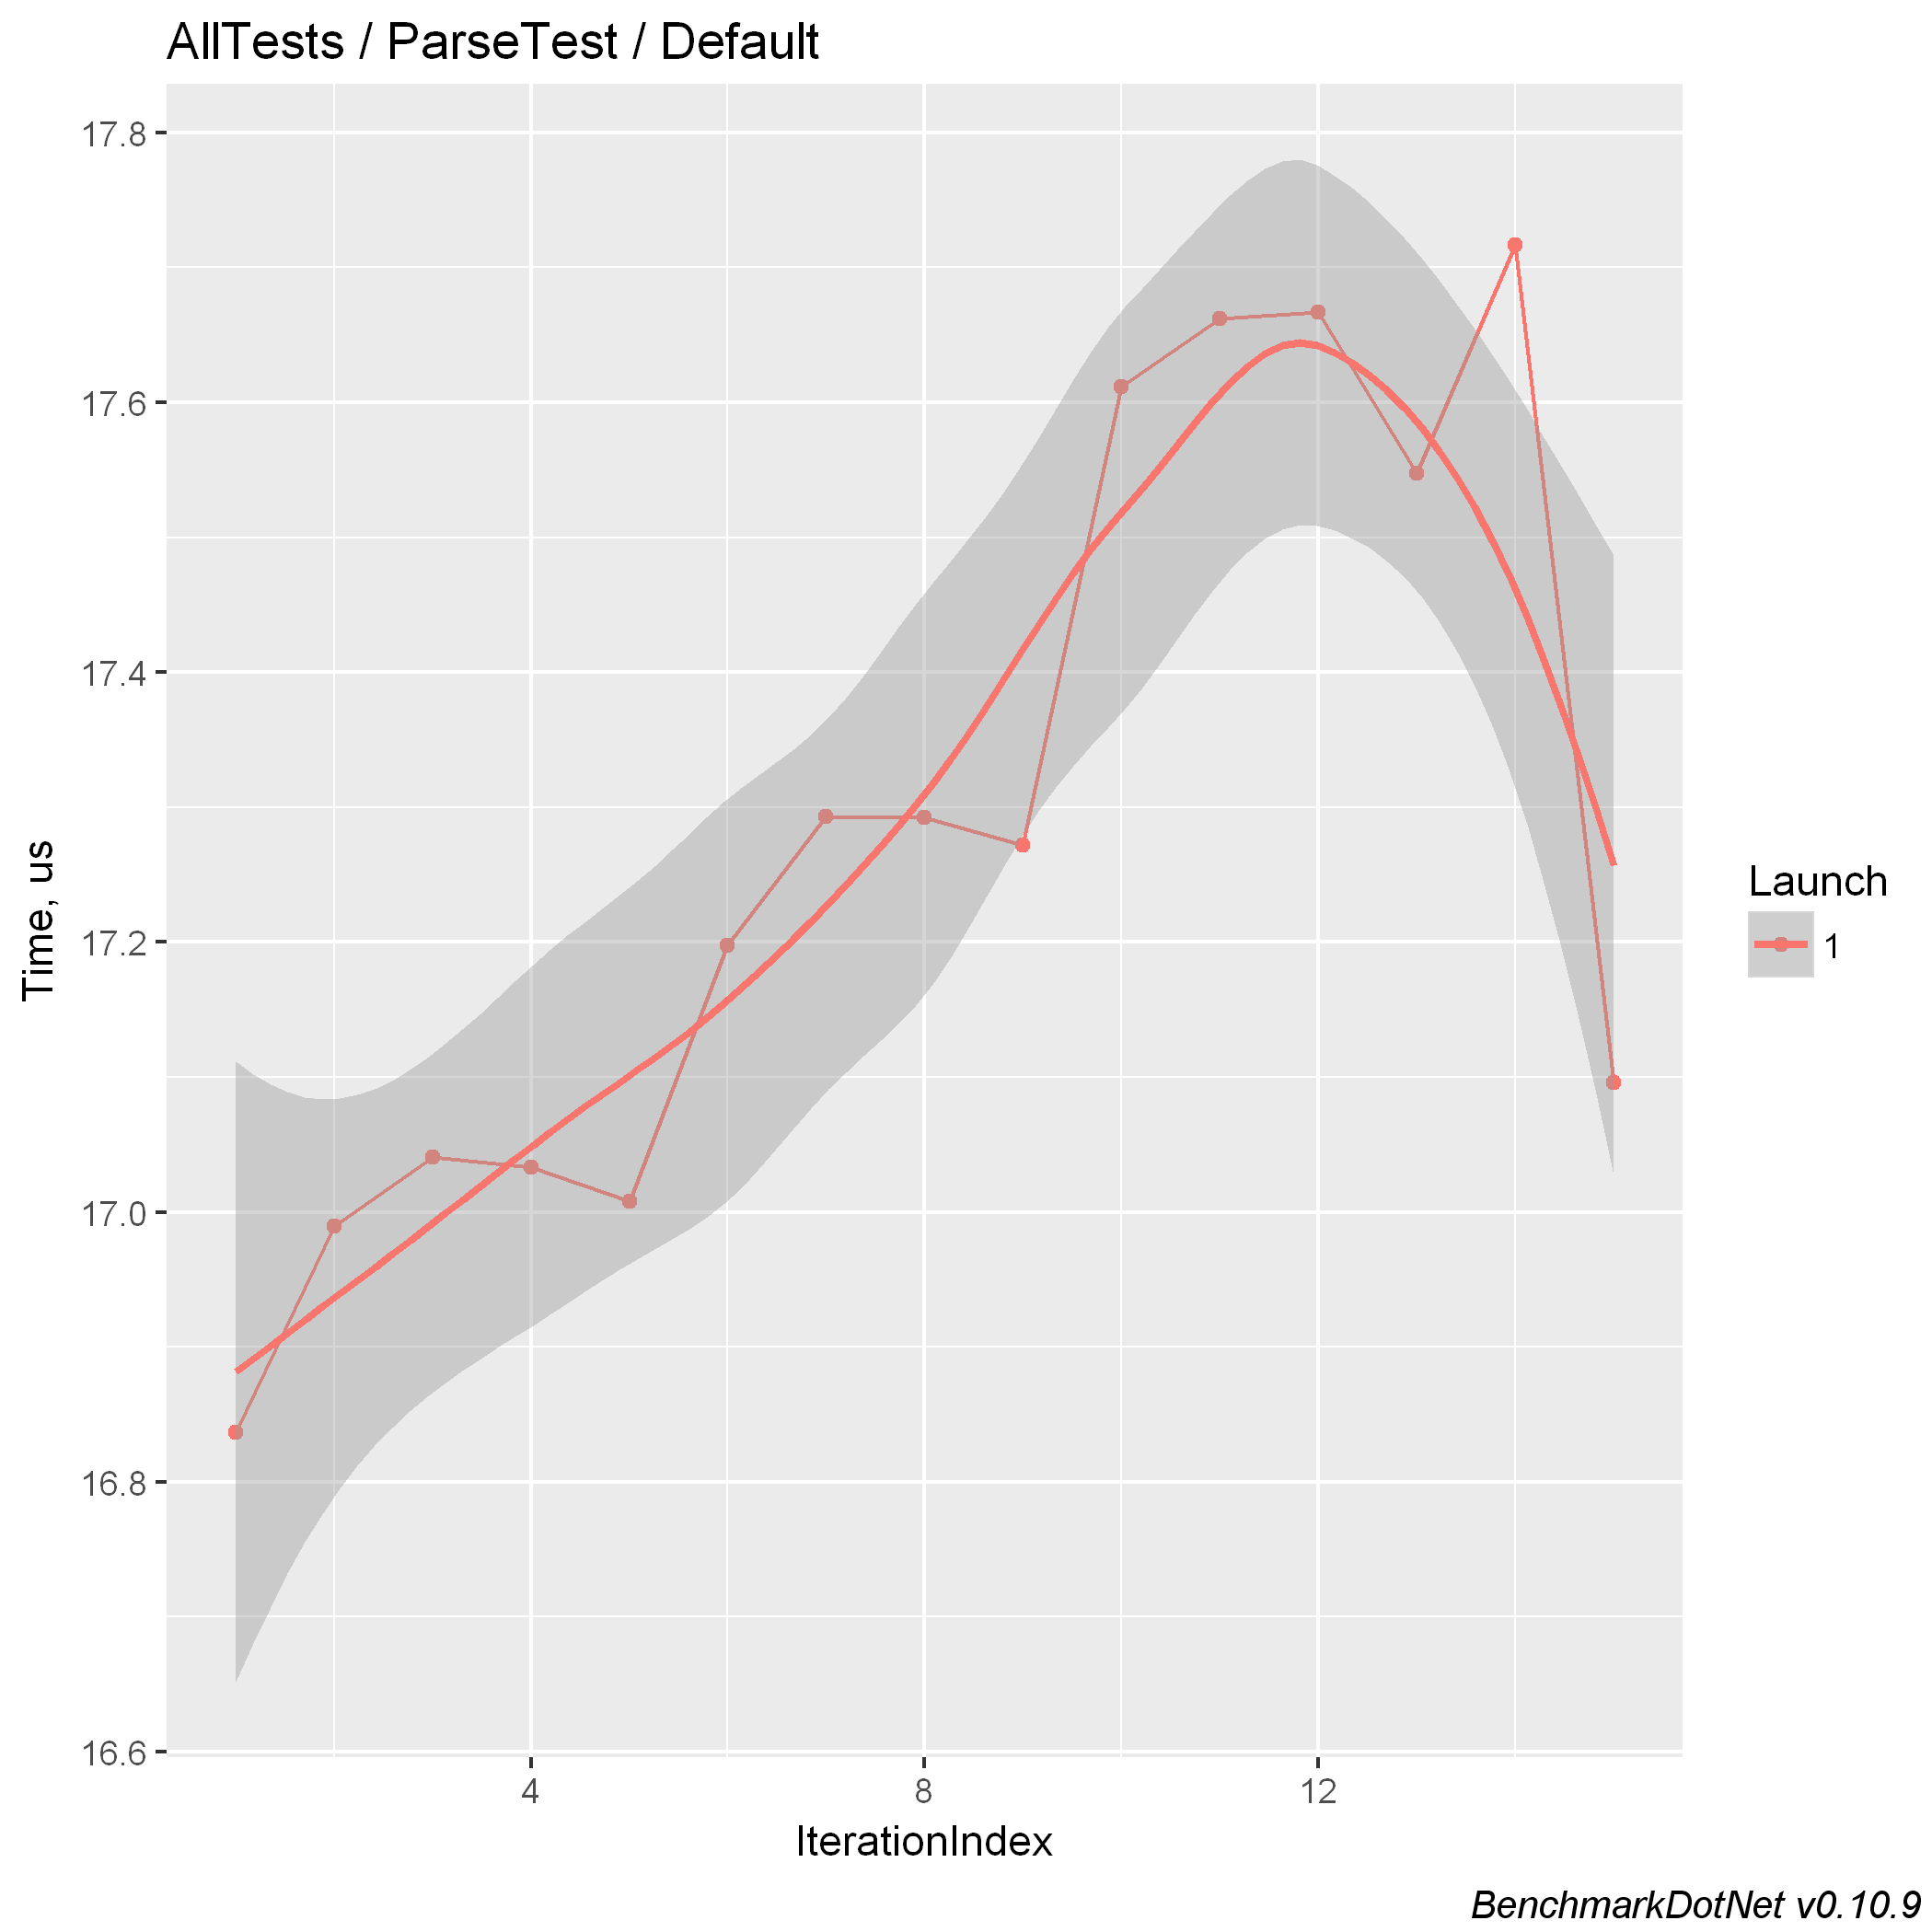 AllTests / ParseTest / Default
17.8
17.6
17.4
17.2
17.0
16.8
16.6
Time, us
4 8 12
IterationIndex
Launch
1
BenchmarkDotNet v0.10.9